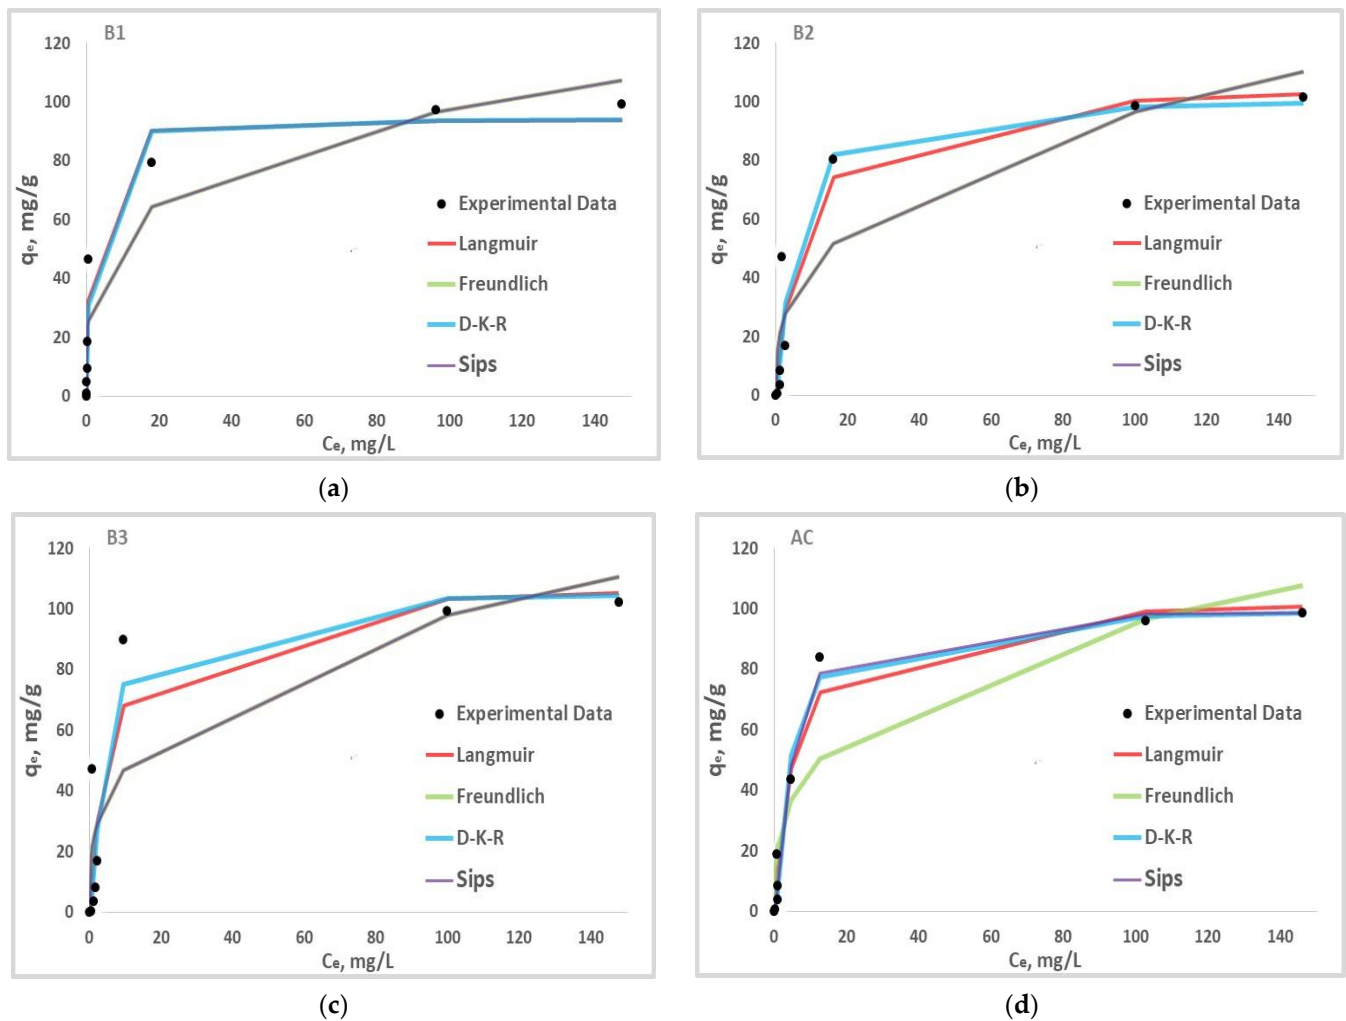 B1
120
100
80
60
40
20
0
qe, mg/g
0 20 40 60 80 100 120 140
Ce, mg/L
Experimental Data
Langmuir
Freundlich
D-K-R
Sips
(a)
B2
120
100
80
60
40
20
0
qe, mg/g
0 20 40 60 80 100 120 140
Ce, mg/L
Experimental Data
Langmuir
Freundlich
D-K-R
Sips
(b)
B3
120
100
80
60
40
20
0
qe, mg/g
0 20 40 60 80 100 120 140
Ce, mg/L
Experimental Data
Langmuir
Freundlich
D-K-R
Sips
(c)
AC
120
100
80
60
40
20
0
qe, mg/g
0 20 40 60 80 100 120 140
Ce, mg/L
Experimental Data
Langmuir
Freundlich
D-K-R
Sips
(d)